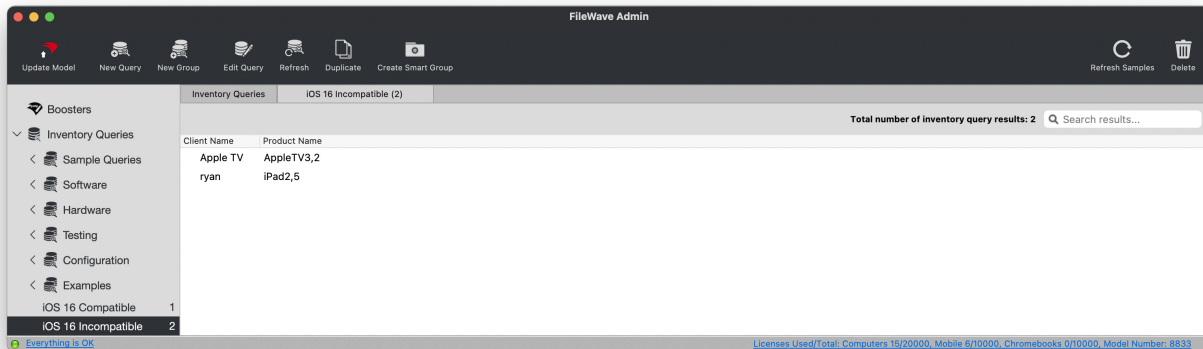 FileWave Admin
Update Model
New Query
New Group
Edit Query
Refresh
Duplicate
Create Smart Group
Refresh Samples
Delete
Boosters
Inventory Queries
Sample Queries
Software
Hardware
Testing
Configuration
Examples
iOS 16 Compatible 1
iOS 16 Incompatible 2
Inventory Queries
iOS 16 Incompatible (2)
Total number of inventory query results: 2
Search results...
Client Name Product Name
Apple TV AppleTV3,2
ryan iPad2,5
Everything is OK
Licenses Used/Total: Computers 15/20000, Mobile 6/10000, Chromebooks 0/10000, Model Number: 8833